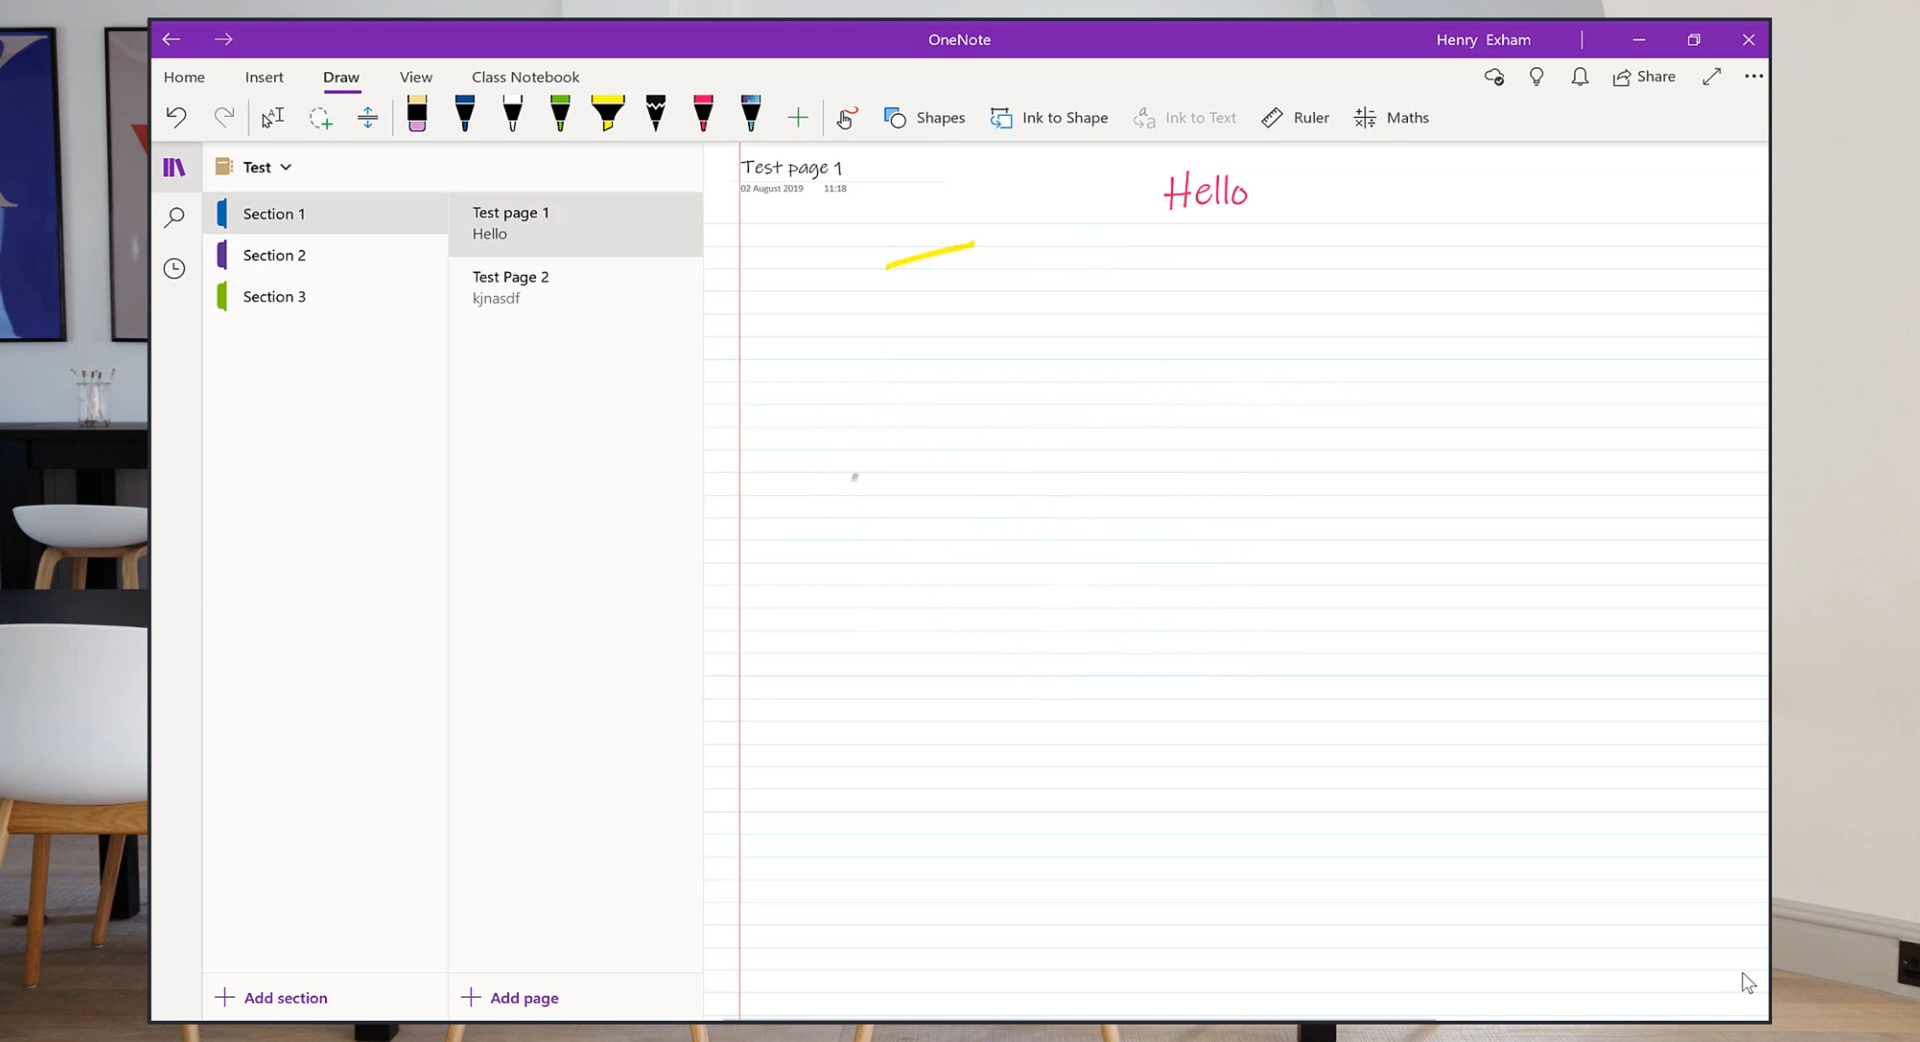 OneNote
Henry Exham
Home Insert Draw View Class Notebook
Share
Shapes Ink to Shape Ink to Text Ruler Maths
Test
Section 1
Section 2
Section 3
Add section
Test page 1
Hello
Test Page 2
kjnasdf
Add page
Test page 1
02 August 2019 11:18
Hello